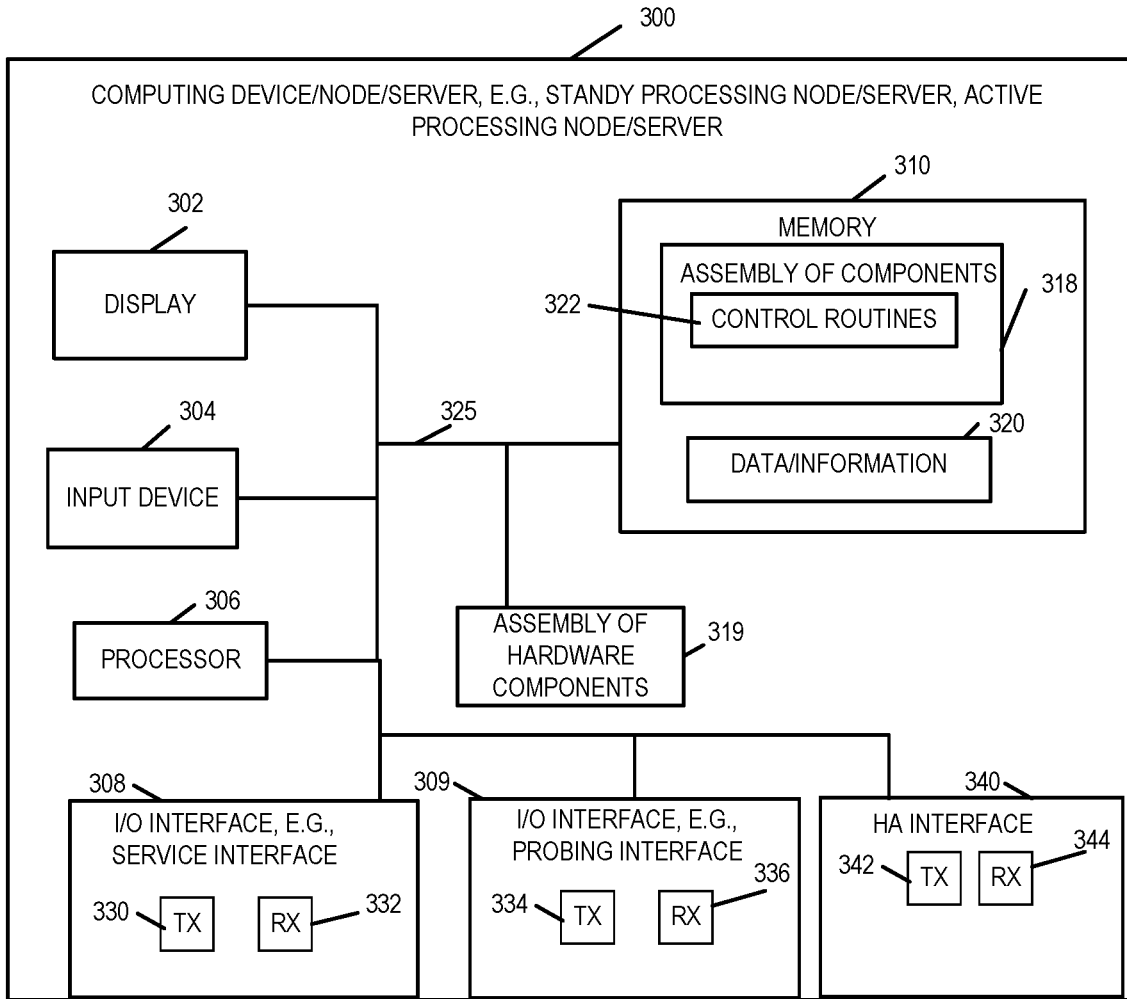 300
COMPUTING DEVICE/NODE/SERVER, E.G., STANDY PROCESSING NODE/SERVER, ACTIVE
PROCESSING NODE/SERVER
302
DISPLAY
304
INPUT DEVICE
306
PROCESSOR
325
310
MEMORY
ASSEMBLY OF COMPONENTS
318
322
CONTROL ROUTINES
320
DATA/INFORMATION
ASSEMBLY OF
HARDWARE
COMPONENTS
319
308
I/O INTERFACE, E.G.,
SERVICE INTERFACE
330
TX
RX
332
309
I/O INTERFACE, E.G.,
PROBING INTERFACE
334
TX
RX
336
340
HA INTERFACE
342
TX
RX
344